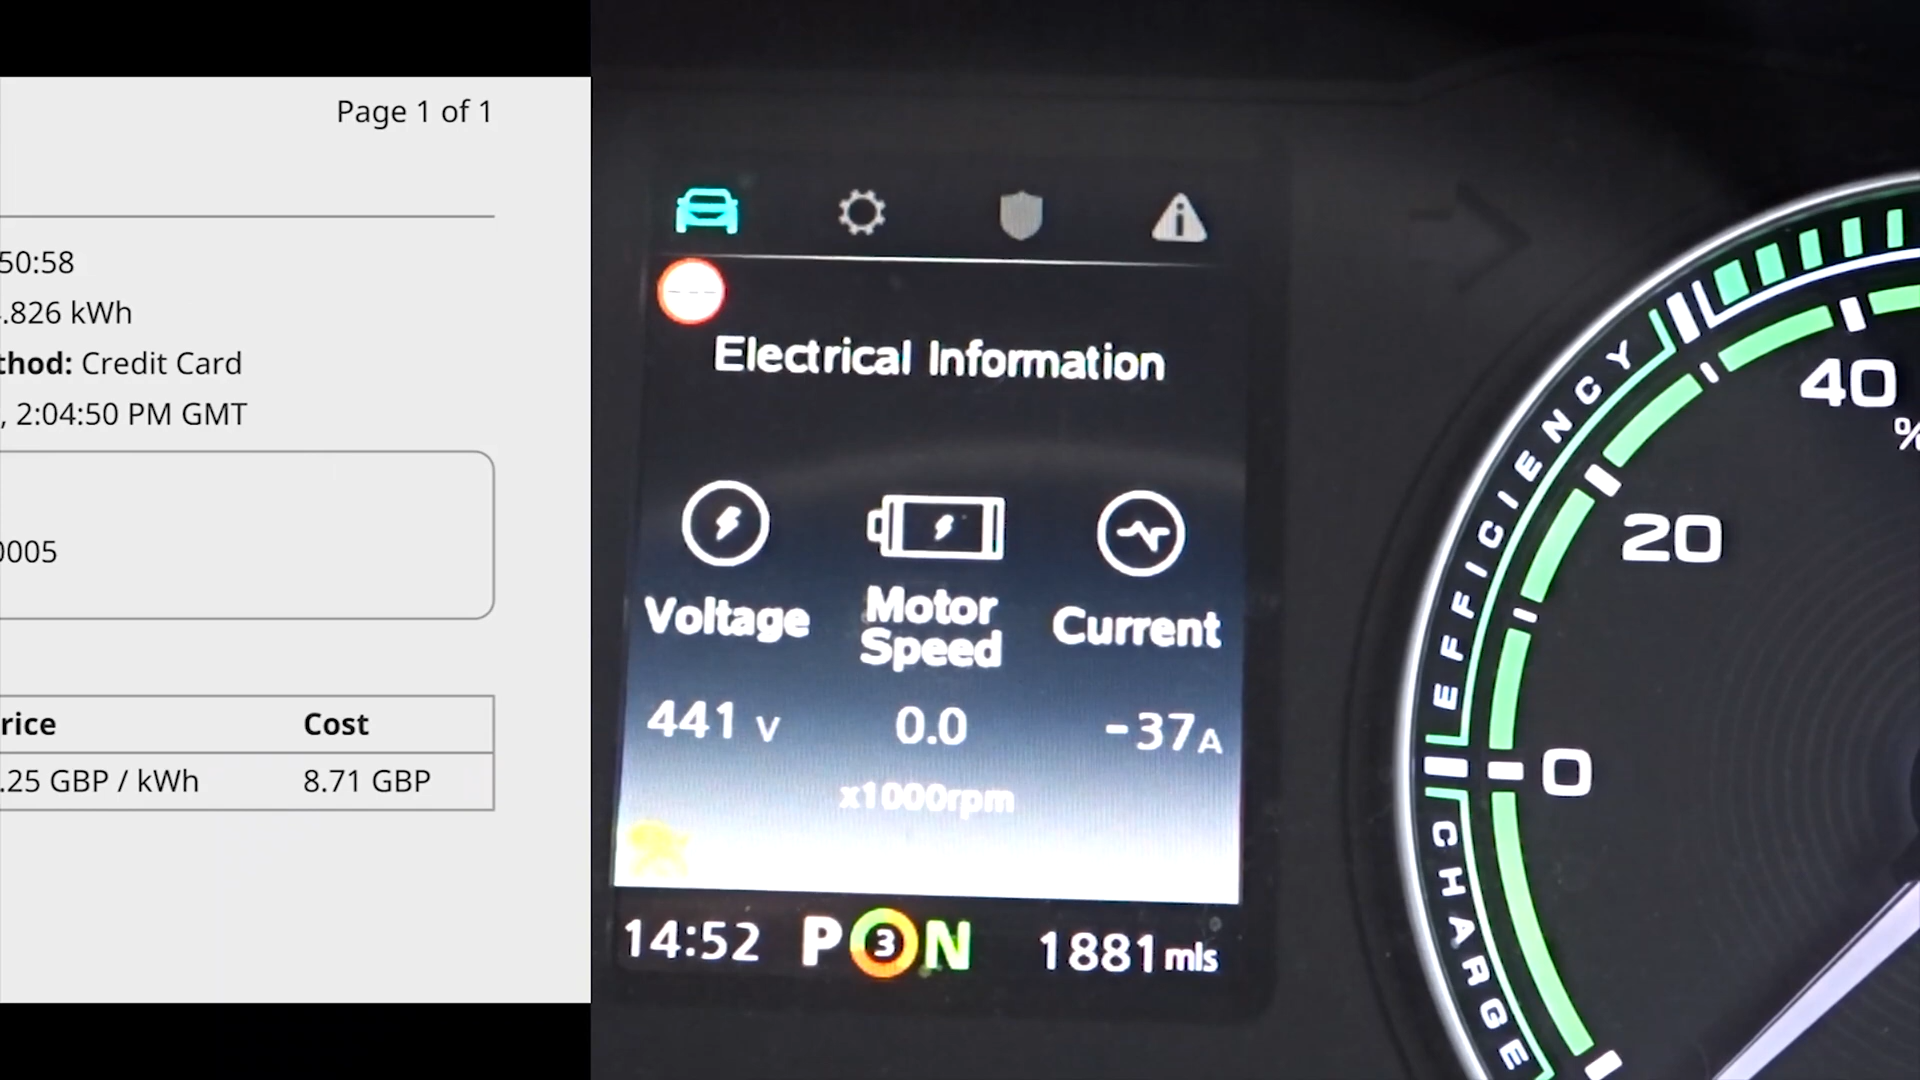 Page 1 of 1
50:58
.826 kWh
thod: Credit Card
, 2:04:50 PM GMT
0005
rice Cost
.25 GBP / kWh 8.71 GBP
Electrical Information
Voltage
Motor
Speed
Current
441 V
0.0
-37A
x1000rpm
14:52 P 3 N 1881 mls
EFFICIENCY
CHARGE
40
%
20
0